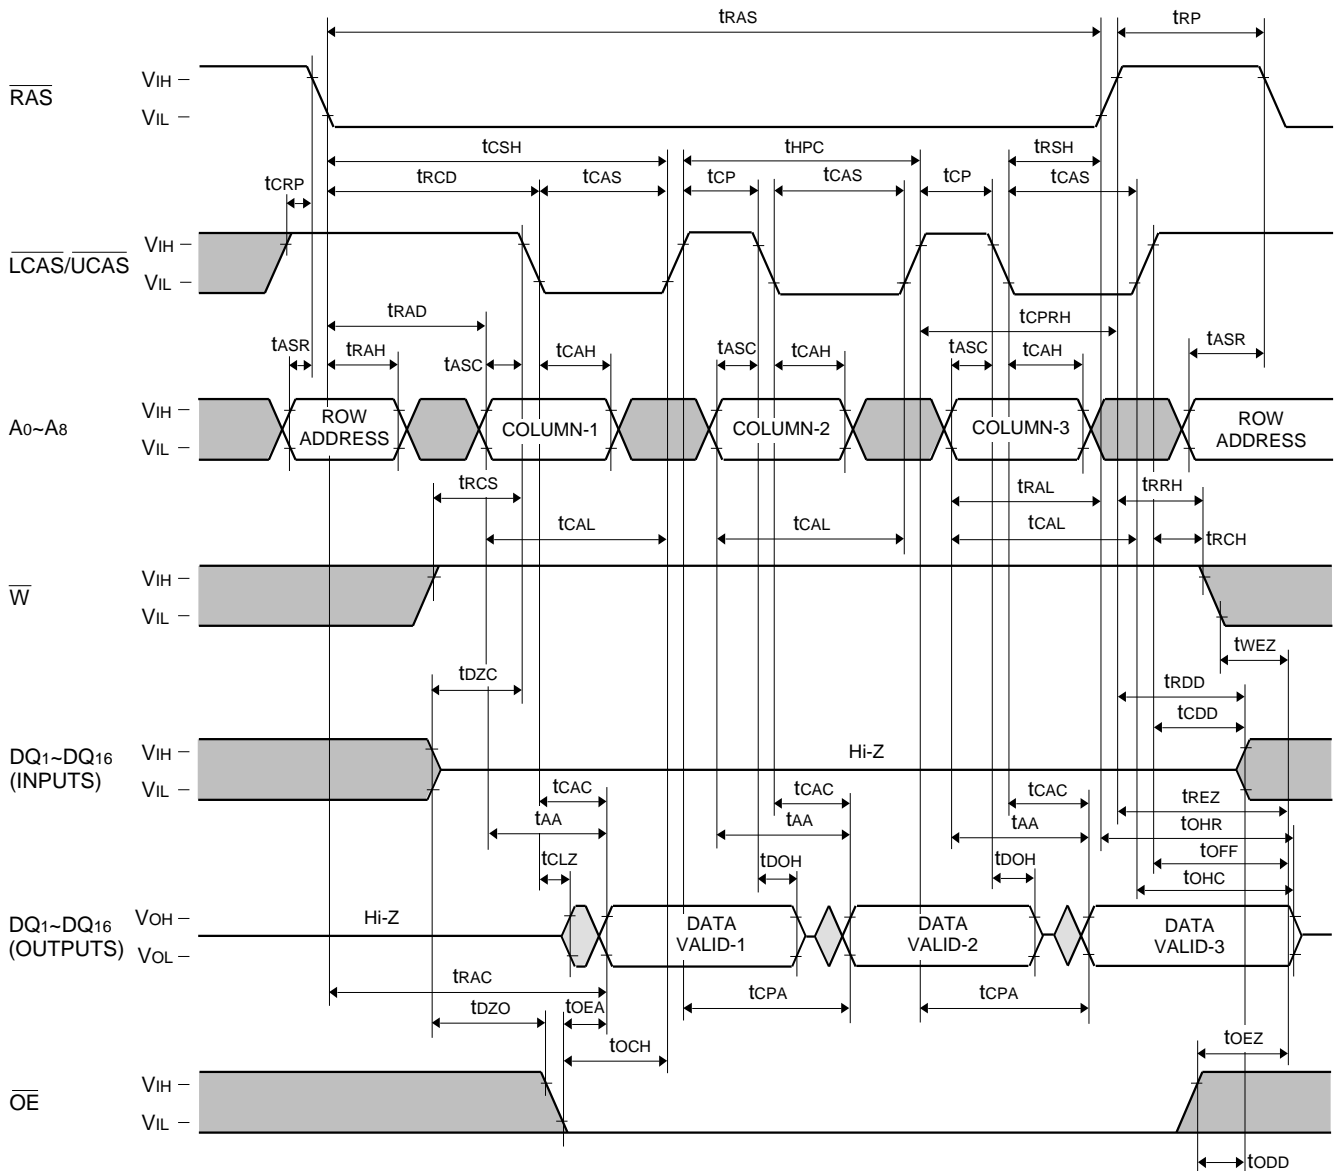 tRAS tRP
RAS VIH
VIL
tCSH tHPC tRSH
tCRP tRCD tCAS tCP tCAS tCP tCAS
LCAS/UCAS VIH
VIL
tRAD tCPRH
tASR tRAH tASC tCAH tASC tCAH tASC tCAH tASR
A0~A8 VIH
VIL
ROW ADDRESS COLUMN-1 COLUMN-2 COLUMN-3 ROW ADDRESS
tRCS tRAL tRRH
tCAL tCAL tCAL tRCH
W VIH
VIL
tWEZ
tDZC tRDD
tCDD
DQ1~DQ16 (INPUTS) VIH
VIL
Hi-Z
tCAC tCAC tCAC tREZ
tAA tAA tAA tOHR
tCLZ tDOH tDOH tOFF
tOHC
DQ1~DQ16 (OUTPUTS) VOH
VOL
Hi-Z DATA VALID-1 DATA VALID-2 DATA VALID-3
tRAC tCPA tCPA
tDZO tOEA
tOCH tOEZ
OE VIH
VIL
tODD